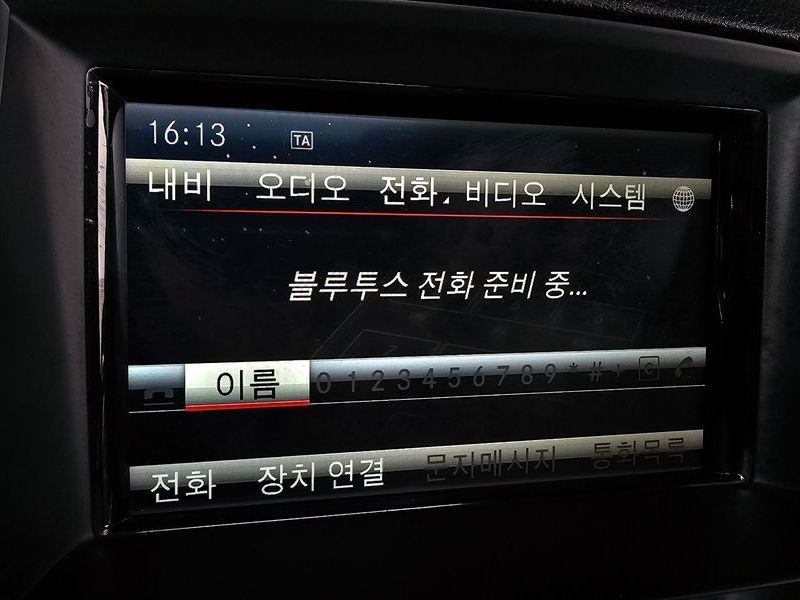 16:13 TA
내비 오디오 전화 비디오 시스템
블루투스 전화 준비 중...
이름 0 1 2 3 4 5 6 7 8 9 * # + C
전화 장치 연결 문자메시지 통화목록